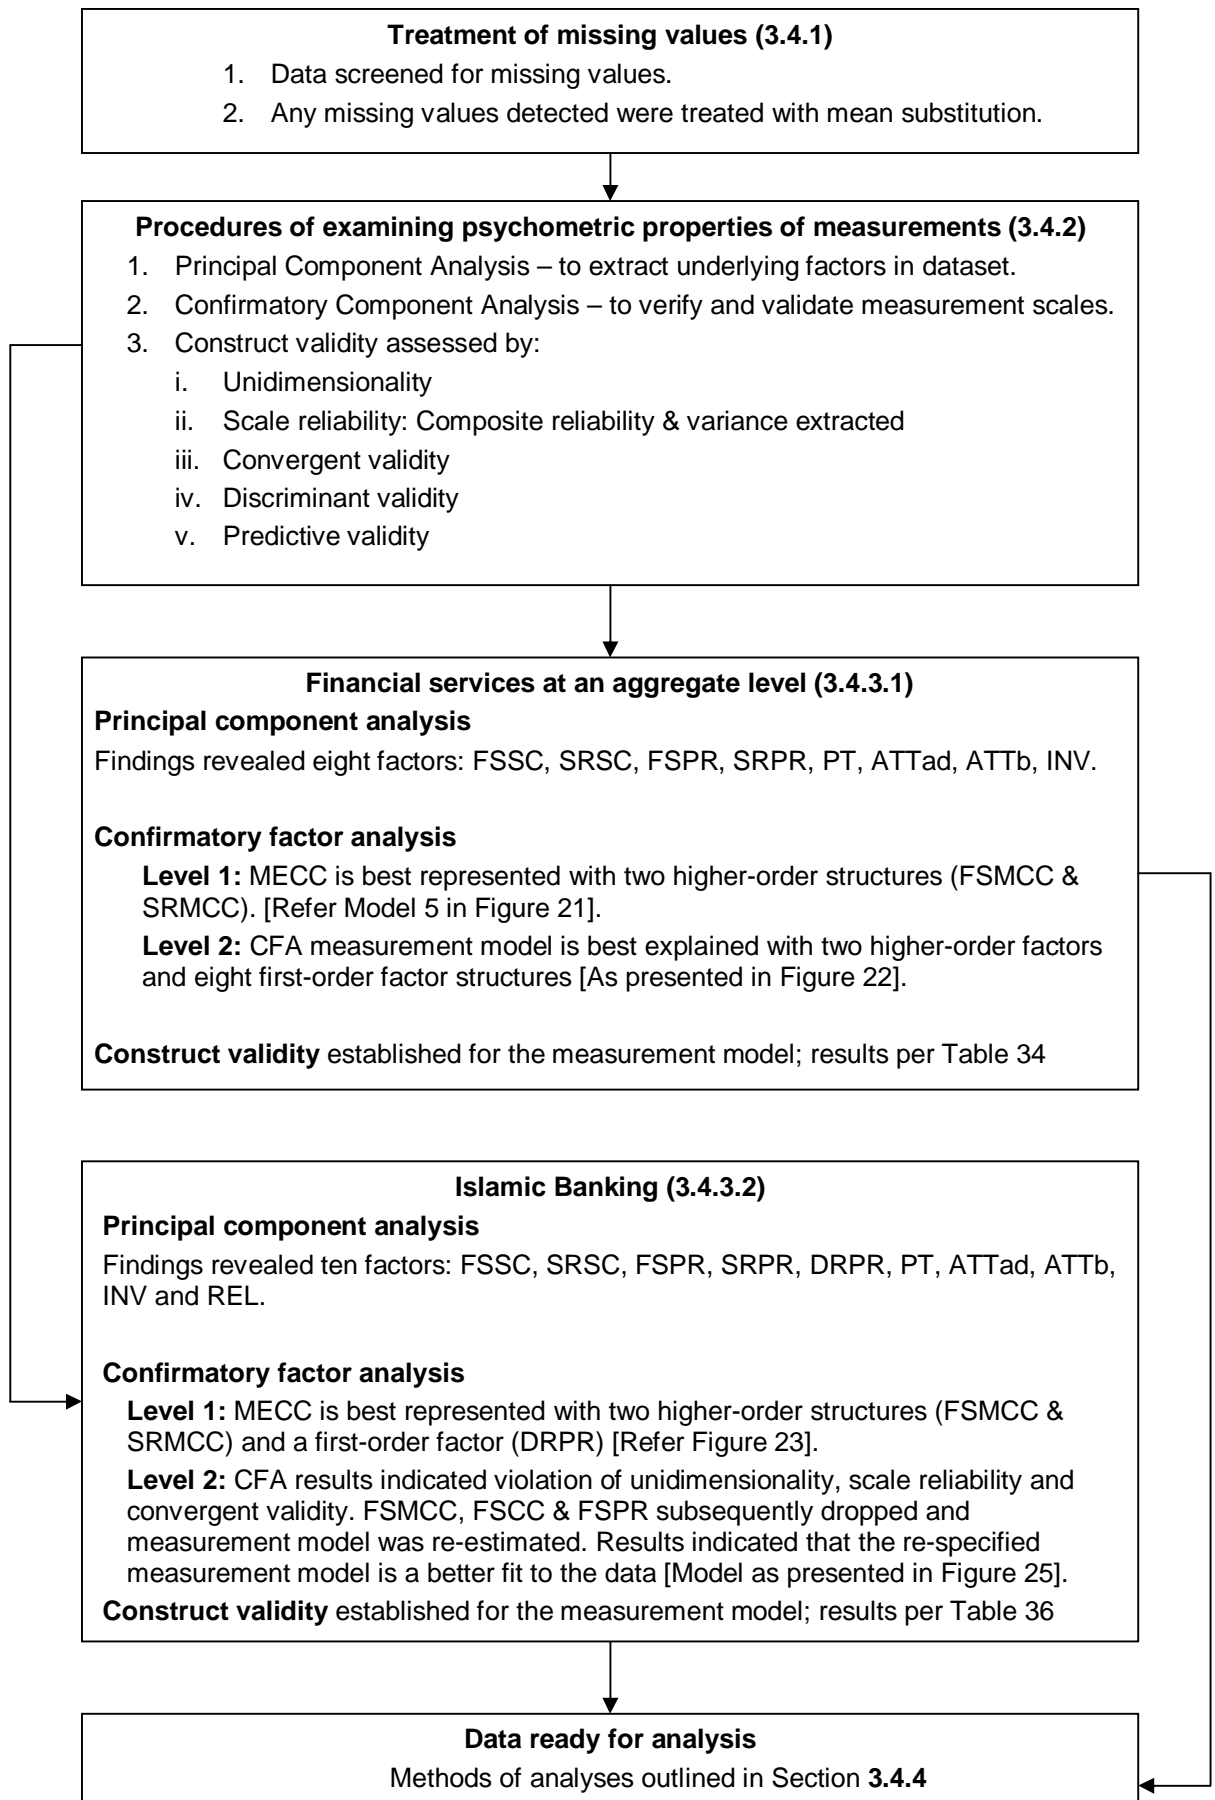 Treatment of missing values (3.4.1)
1. Data screened for missing values.
2. Any missing values detected were treated with mean substitution.
Procedures of examining psychometric properties of measurements (3.4.2)
1. Principal Component Analysis – to extract underlying factors in dataset.
2. Confirmatory Component Analysis – to verify and validate measurement scales.
3. Construct validity assessed by:
i. Unidimensionality
ii. Scale reliability: Composite reliability & variance extracted
iii. Convergent validity
iv. Discriminant validity
v. Predictive validity
Financial services at an aggregate level (3.4.3.1)
Principal component analysis
Findings revealed eight factors: FSSC, SRSC, FSPR, SRPR, PT, ATTad, ATTb, INV.
Confirmatory factor analysis
Level 1: MECC is best represented with two higher-order structures (FSMCC &
SRMCC). [Refer Model 5 in Figure 21].
Level 2: CFA measurement model is best explained with two higher-order factors
and eight first-order factor structures [As presented in Figure 22].
Construct validity established for the measurement model; results per Table 34
Islamic Banking (3.4.3.2)
Principal component analysis
Findings revealed ten factors: FSSC, SRSC, FSPR, SRPR, DRPR, PT, ATTad, ATTb,
INV and REL.
Confirmatory factor analysis
Level 1: MECC is best represented with two higher-order structures (FSMCC &
SRMCC) and a first-order factor (DRPR) [Refer Figure 23].
Level 2: CFA results indicated violation of unidimensionality, scale reliability and
convergent validity. FSMCC, FSCC & FSPR subsequently dropped and
measurement model was re-estimated. Results indicated that the re-specified
measurement model is a better fit to the data [Model as presented in Figure 25].
Construct validity established for the measurement model; results per Table 36
Data ready for analysis
Methods of analyses outlined in Section 3.4.4